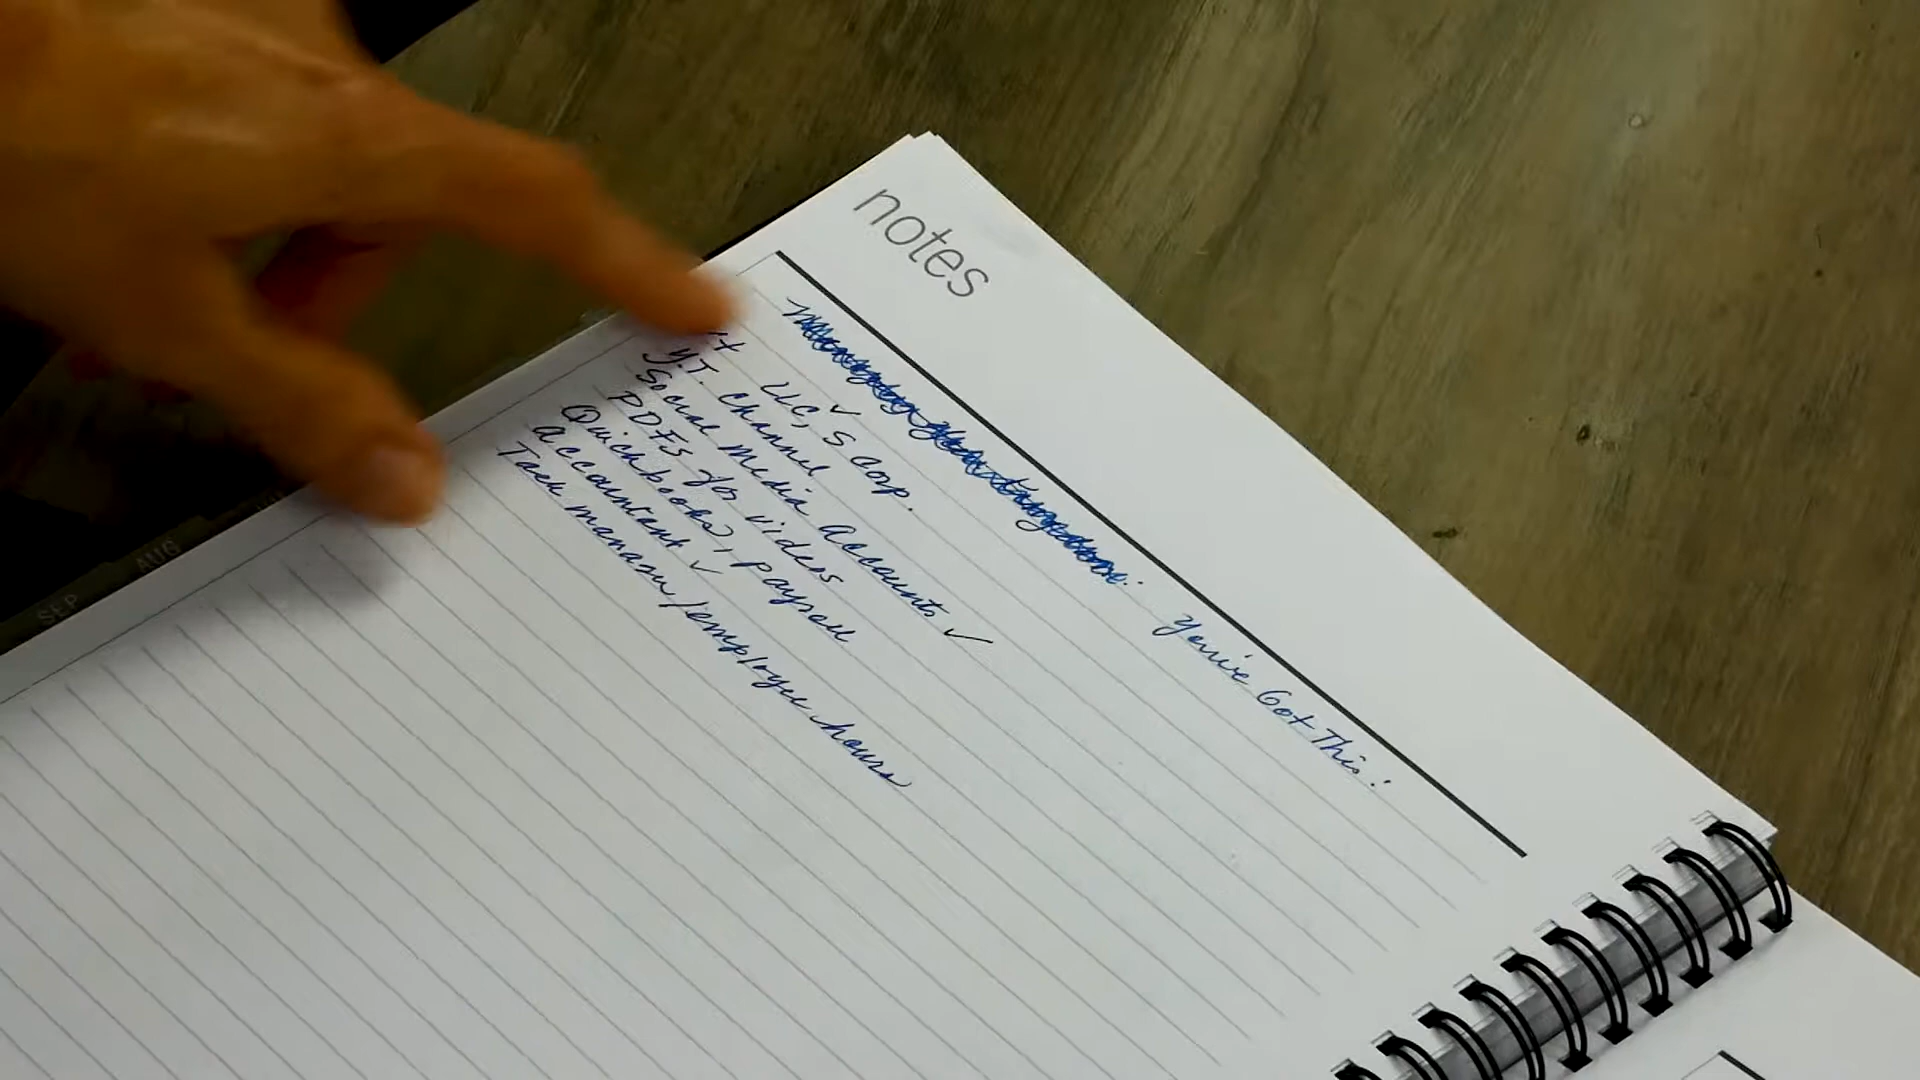 notes
You've Got This!
LLC, ✓ S Corp.
Y.T. Channel
Social Media Accounts ✓
PDFs for videos
Quickbooks, payroll
Accountant ✓
Task manager/employee hours
AUG
SEP